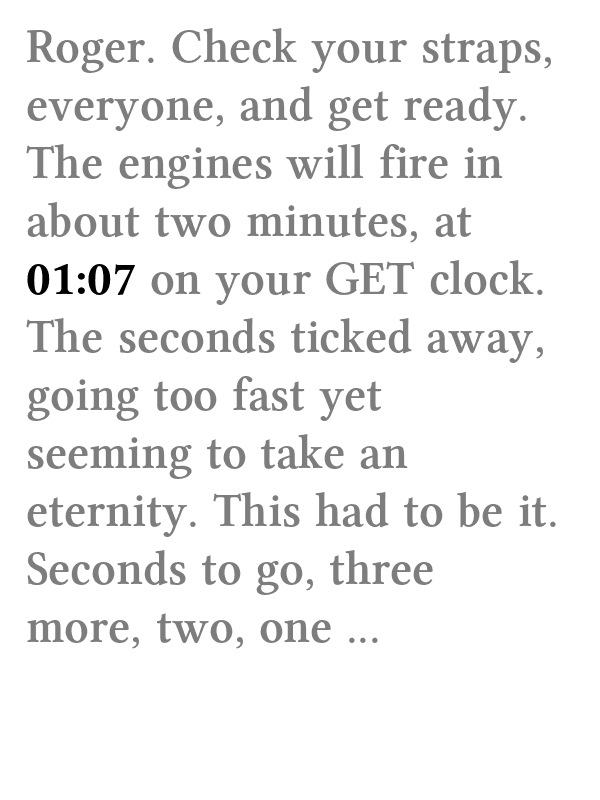 Roger. Check your straps,
everyone, and get ready.
The engines will fire in
about two minutes, at
01:07 on your GET clock.
The seconds ticked away,
going too fast yet
seeming to take an
eternity. This had to be it.
Seconds to go, three
more, two, one ...